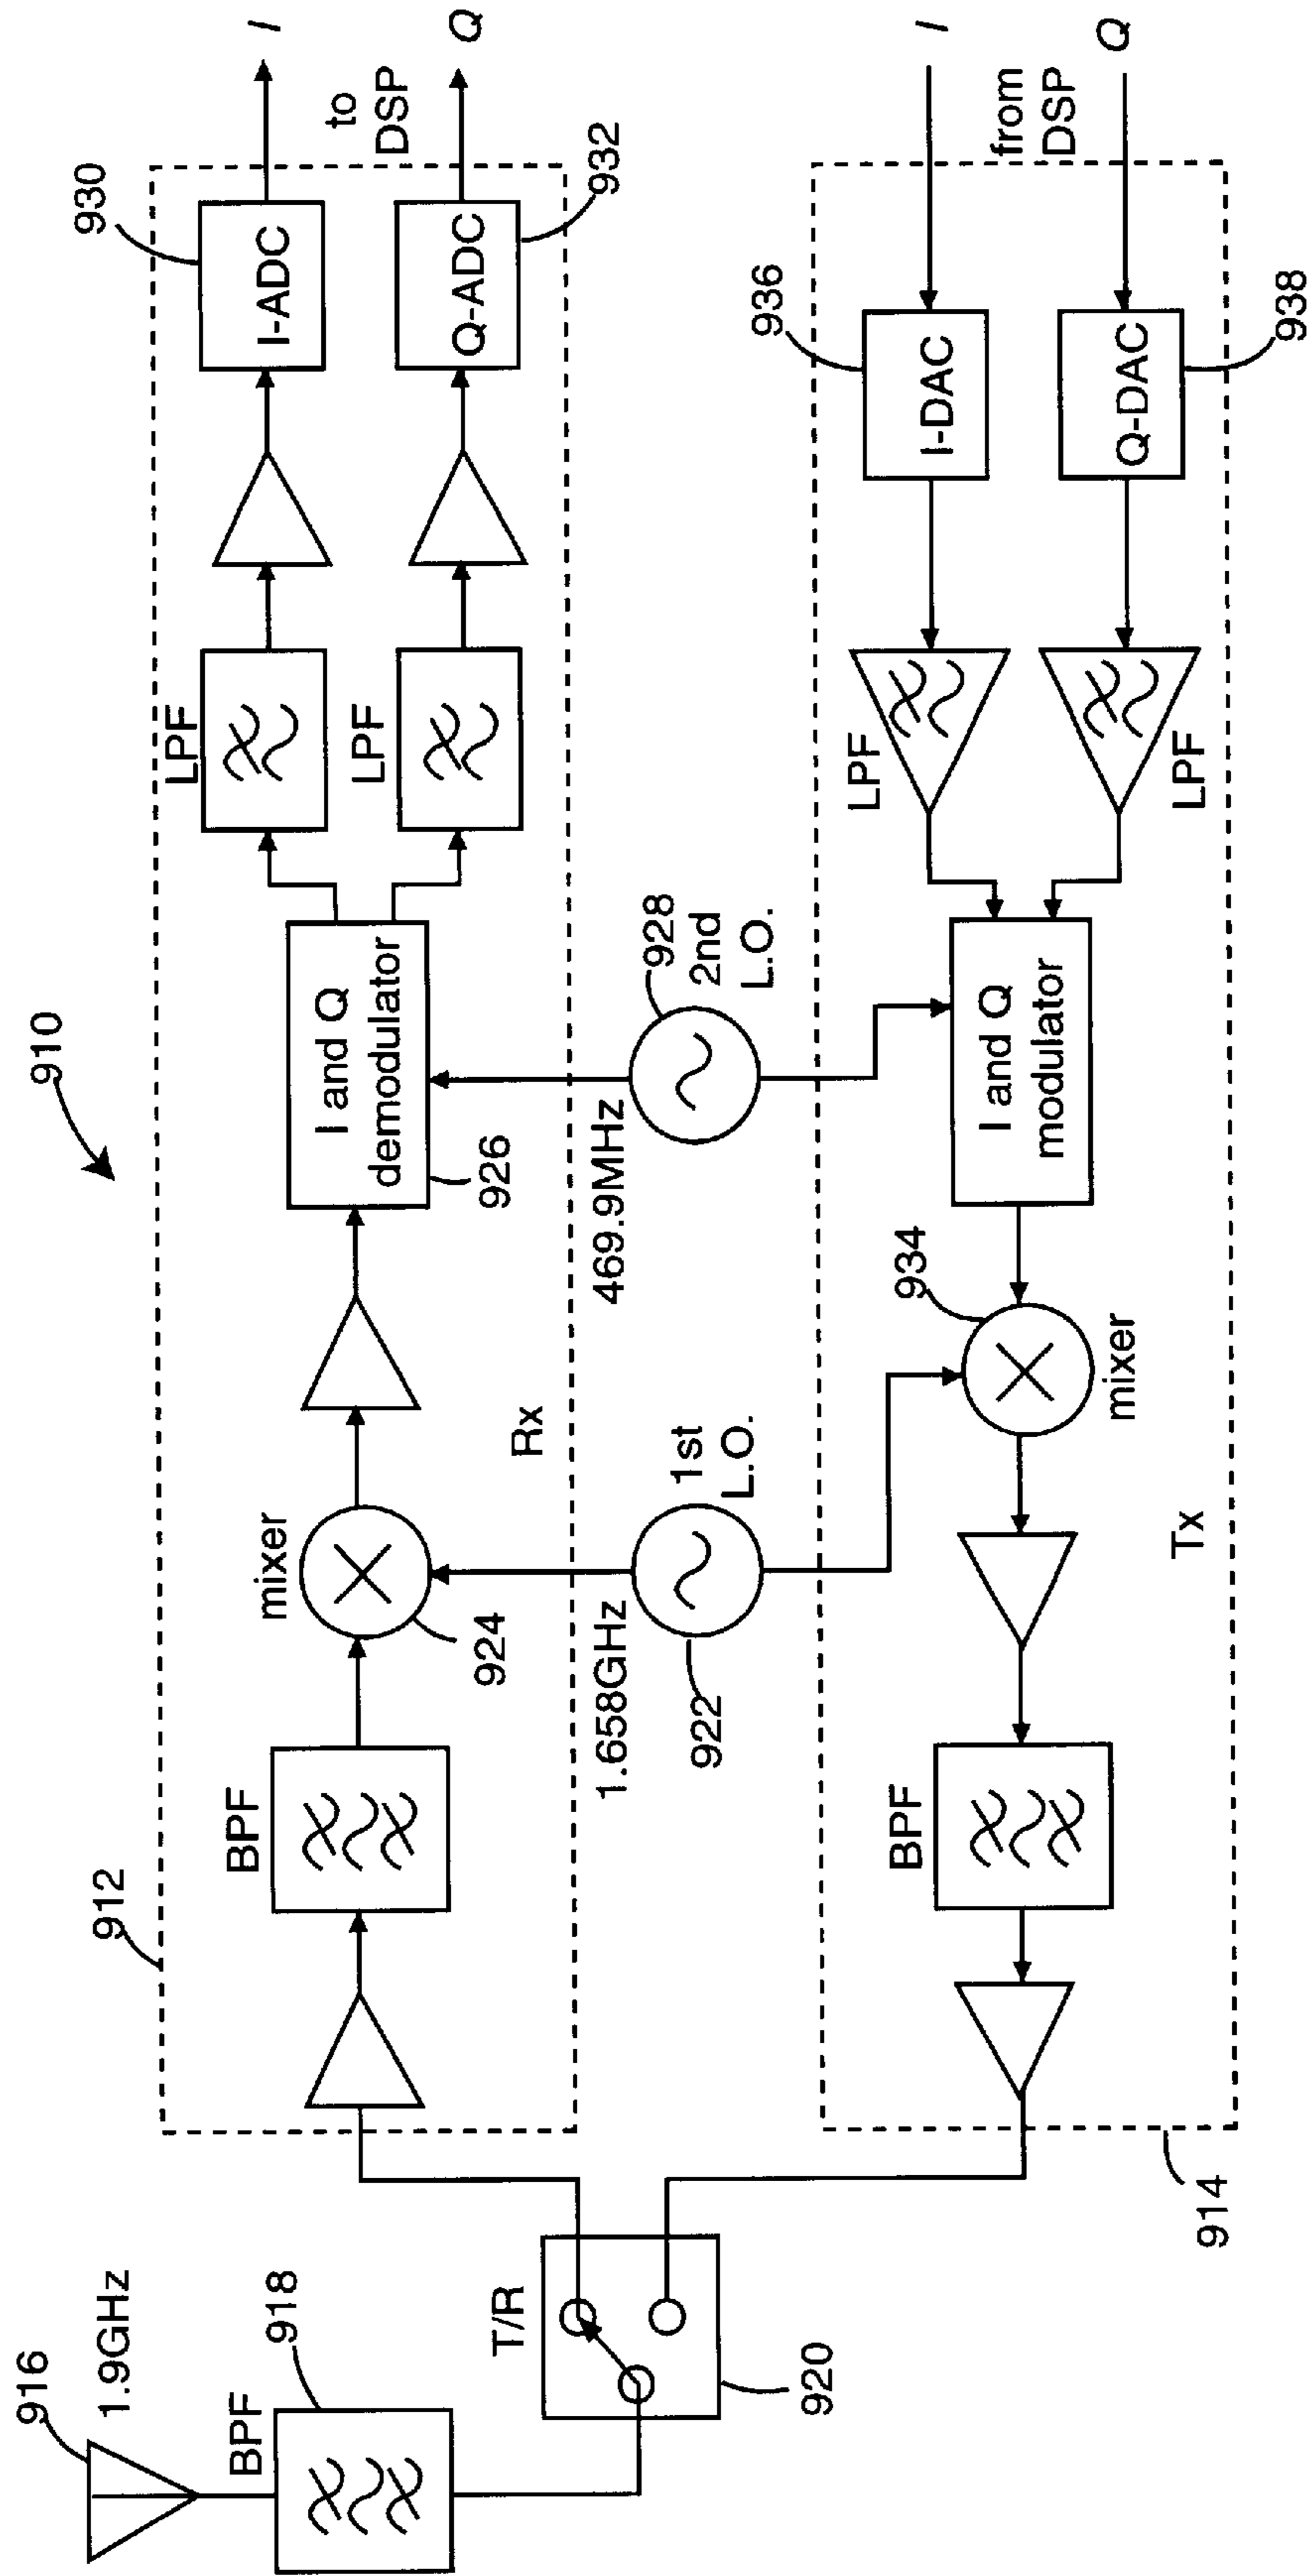 910
916
1.9GHz
BPF
918
T/R
920
912
BPF
mixer
924
Rx
I and Q
demodulator
926
LPF
LPF
I-ADC
930
Q-ADC
932
I
to
DSP
Q
1.658GHz
922
1st
L.O.
469.9MHz
928
2nd
L.O.
914
BPF
Tx
934
mixer
I and Q
modulator
LPF
LPF
I-DAC
936
Q-DAC
938
I
from
DSP
Q